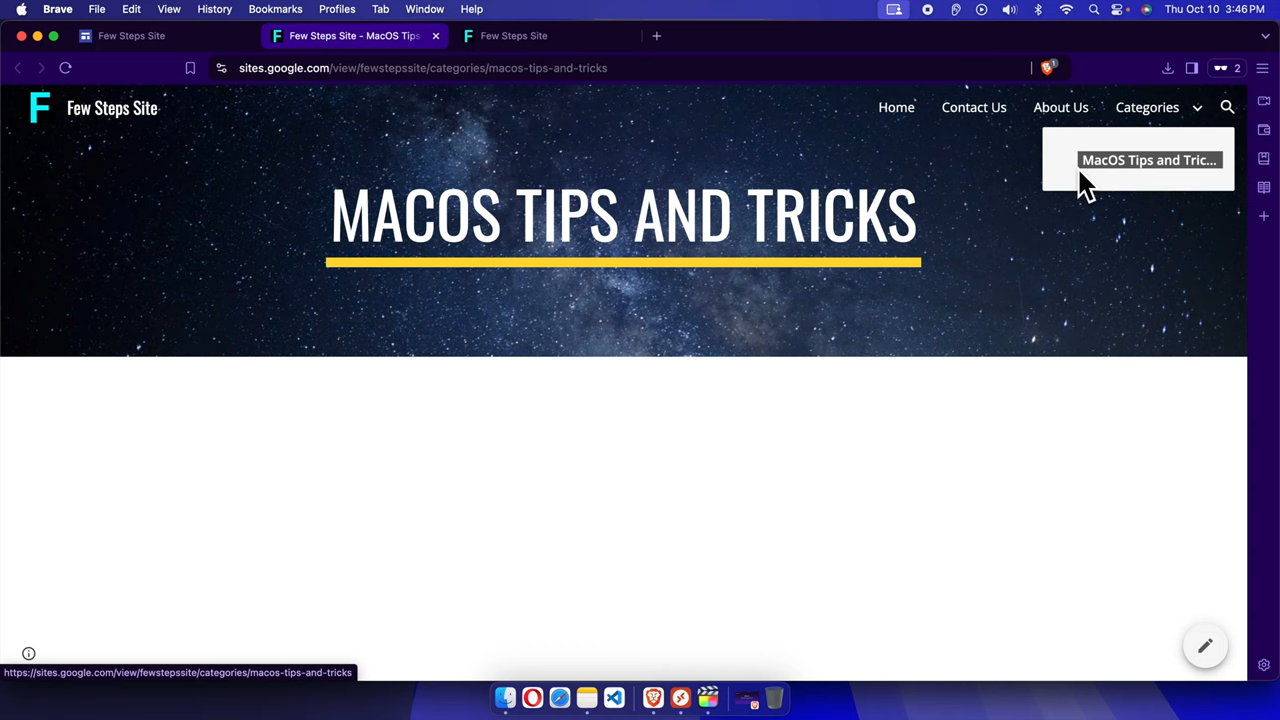 Brave File Edit View History Bookmarks Profiles Tab Window Help Thu Oct 10 3:46 PM
Few Steps Site Few Steps Site - MacOS Tips Few Steps Site
sites.google.com/view/fewstepssite/categories/macos-tips-and-tricks 1 2
F Few Steps Site Home Contact Us About Us Categories
MacOS Tips and Tric...
MACOS TIPS AND TRICKS
https://sites.google.com/view/fewstepssite/categories/macos-tips-and-tricks